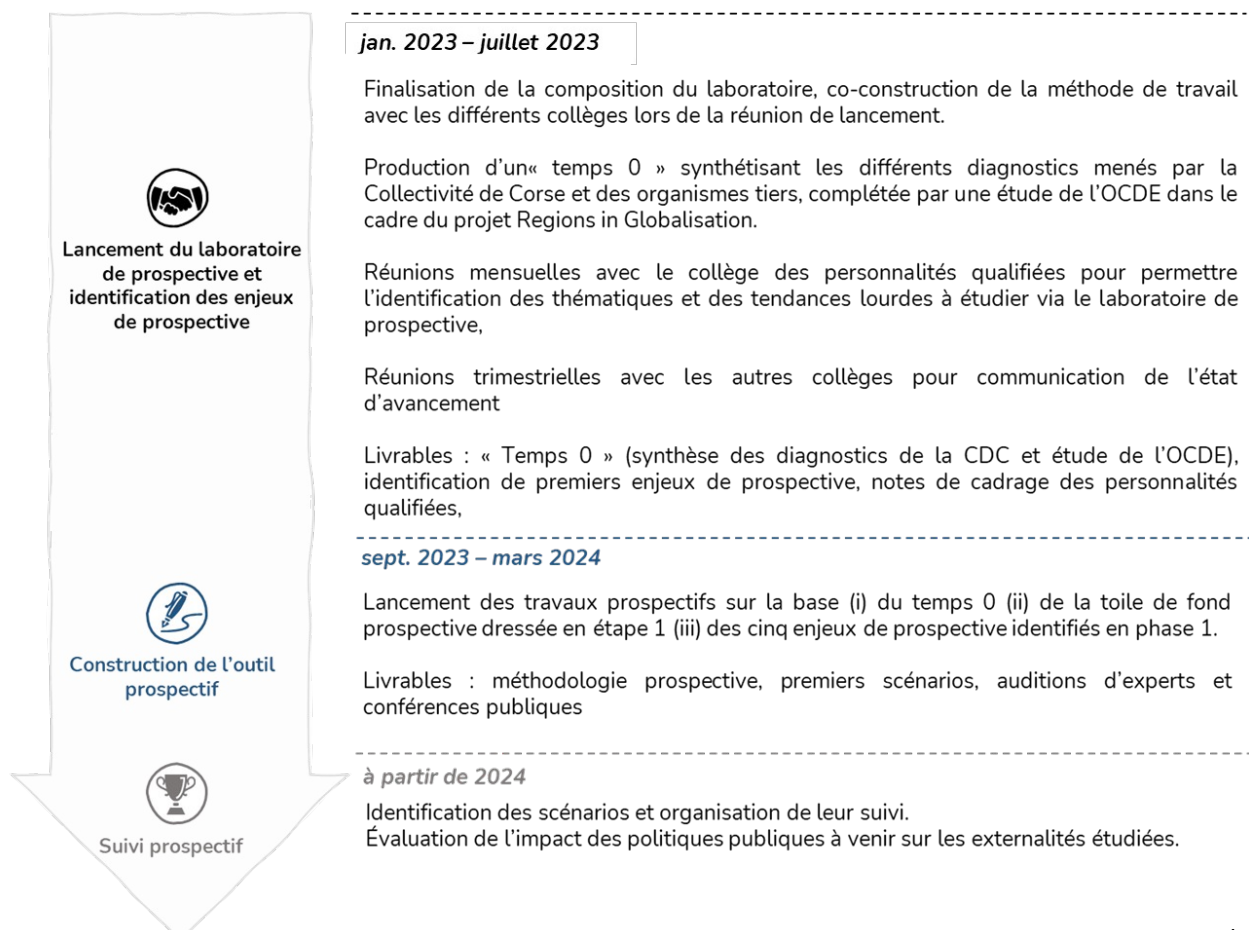 jan. 2023 – juillet 2023
Finalisation de la composition du laboratoire, co-construction de la méthode de travail
avec les différents collèges lors de la réunion de lancement.
Production d’un« temps 0 » synthétisant les différents diagnostics menés par la
Collectivité de Corse et des organismes tiers, complétée par une étude de l’OCDE dans le
cadre du projet Regions in Globalisation.
Lancement du laboratoire
de prospective et
identification des enjeux
de prospective
Réunions mensuelles avec le collège des personnalités qualifiées pour permettre
l’identification des thématiques et des tendances lourdes à étudier via le laboratoire de
prospective,
Réunions trimestrielles avec les autres collèges pour communication de l’état
d’avancement
Livrables : « Temps 0 » (synthèse des diagnostics de la CDC et étude de l’OCDE),
identification de premiers enjeux de prospective, notes de cadrage des personnalités
qualifiées,
sept. 2023 – mars 2024
Construction de l’outil
prospectif
Lancement des travaux prospectifs sur la base (i) du temps 0 (ii) de la toile de fond
prospective dressée en étape 1 (iii) des cinq enjeux de prospective identifiés en phase 1.
Livrables : méthodologie prospective, premiers scénarios, auditions d’experts et
conférences publiques
à partir de 2024
Suivi prospectif
Identification des scénarios et organisation de leur suivi.
Évaluation de l’impact des politiques publiques à venir sur les externalités étudiées.